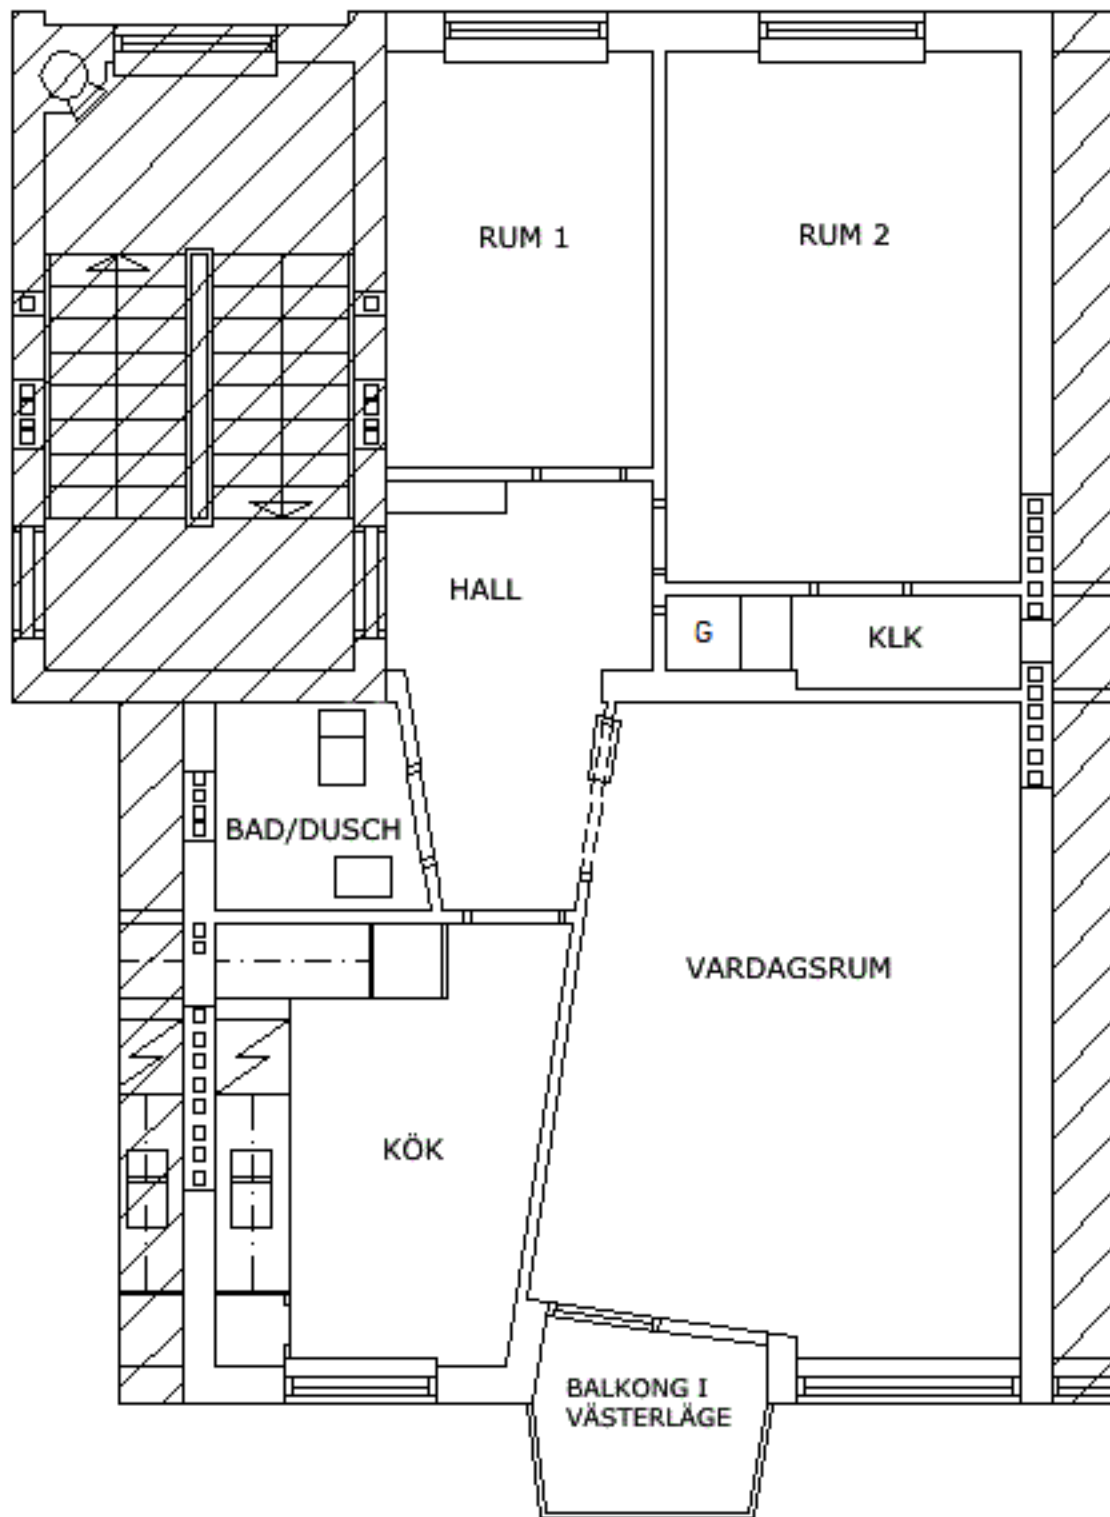 RUM 1
RUM 2
HALL
G
KLK
BAD/DUSCH
VARDAGSRUM
KÖK
BALKONG I
VÄSTERLÄGE